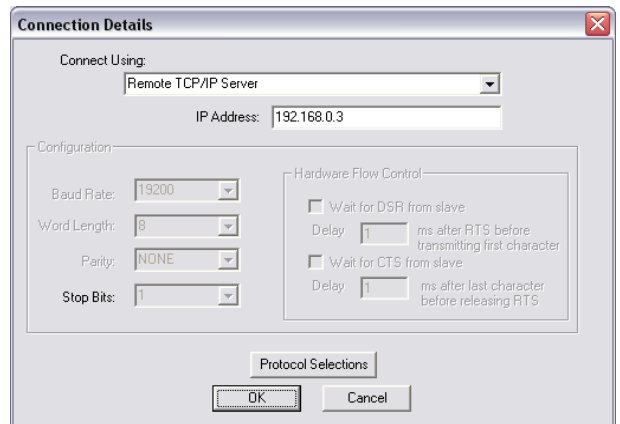 Connection Details
Connect Using:
Remote TCP/IP Server
IP Address: 192.168.0.3
Configuration
Baud Rate: 19200
Word Length: 8
Parity: NONE
Stop Bits: 1
Hardware Flow Control
Wait for DSR from slave
Delay 1 ms after RTS before
transmitting first character
Wait for CTS from slave
Delay 1 ms after last character
before releasing RTS
Protocol Selections
OK Cancel